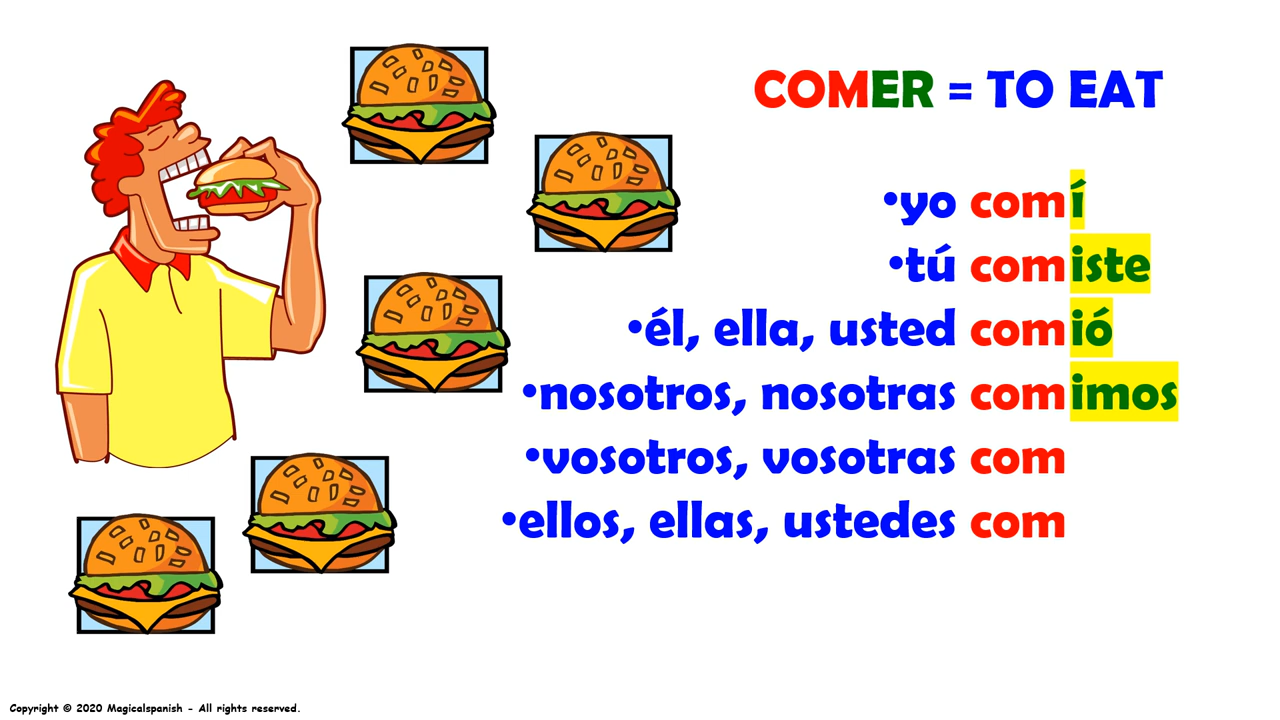 COMER = TO EAT
•yo comí
•tú comiste
•él, ella, usted comió
•nosotros, nosotras comimos
•vosotros, vosotras com
•ellos, ellas, ustedes com
Copyright © 2020 Magicalspanish - All rights reserved.